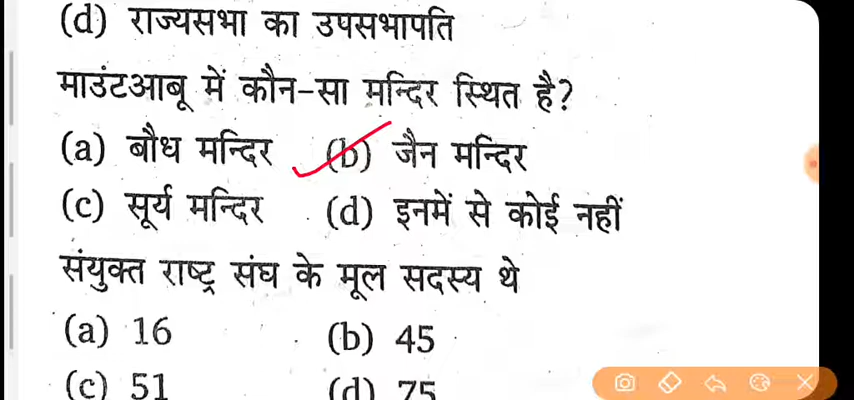 (d) राज्यसभा का उपसभापति
माउंटआबू में कौन-सा मन्दिर स्थित है?
(a) बौध मन्दिर (b) जैन मन्दिर
(c) सूर्य मन्दिर (d) इनमें से कोई नहीं
संयुक्त राष्ट्र संघ के मूल सदस्य थे
(a) 16 (b) 45
(c) 51 (d) 75